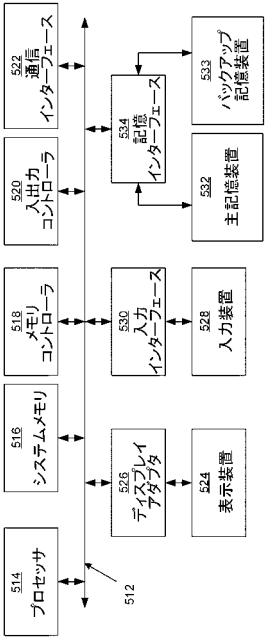 514
プロセッサ
516
システムメモリ
518
メモリ
コントローラ
520
入出力
コントローラ
522
通信
インターフェース
512
526
ディスプレイ
アダプタ
530
入力
インターフェース
534
記憶
インターフェース
524
表示装置
528
入力装置
532
主記憶装置
533
バックアップ
記憶装置